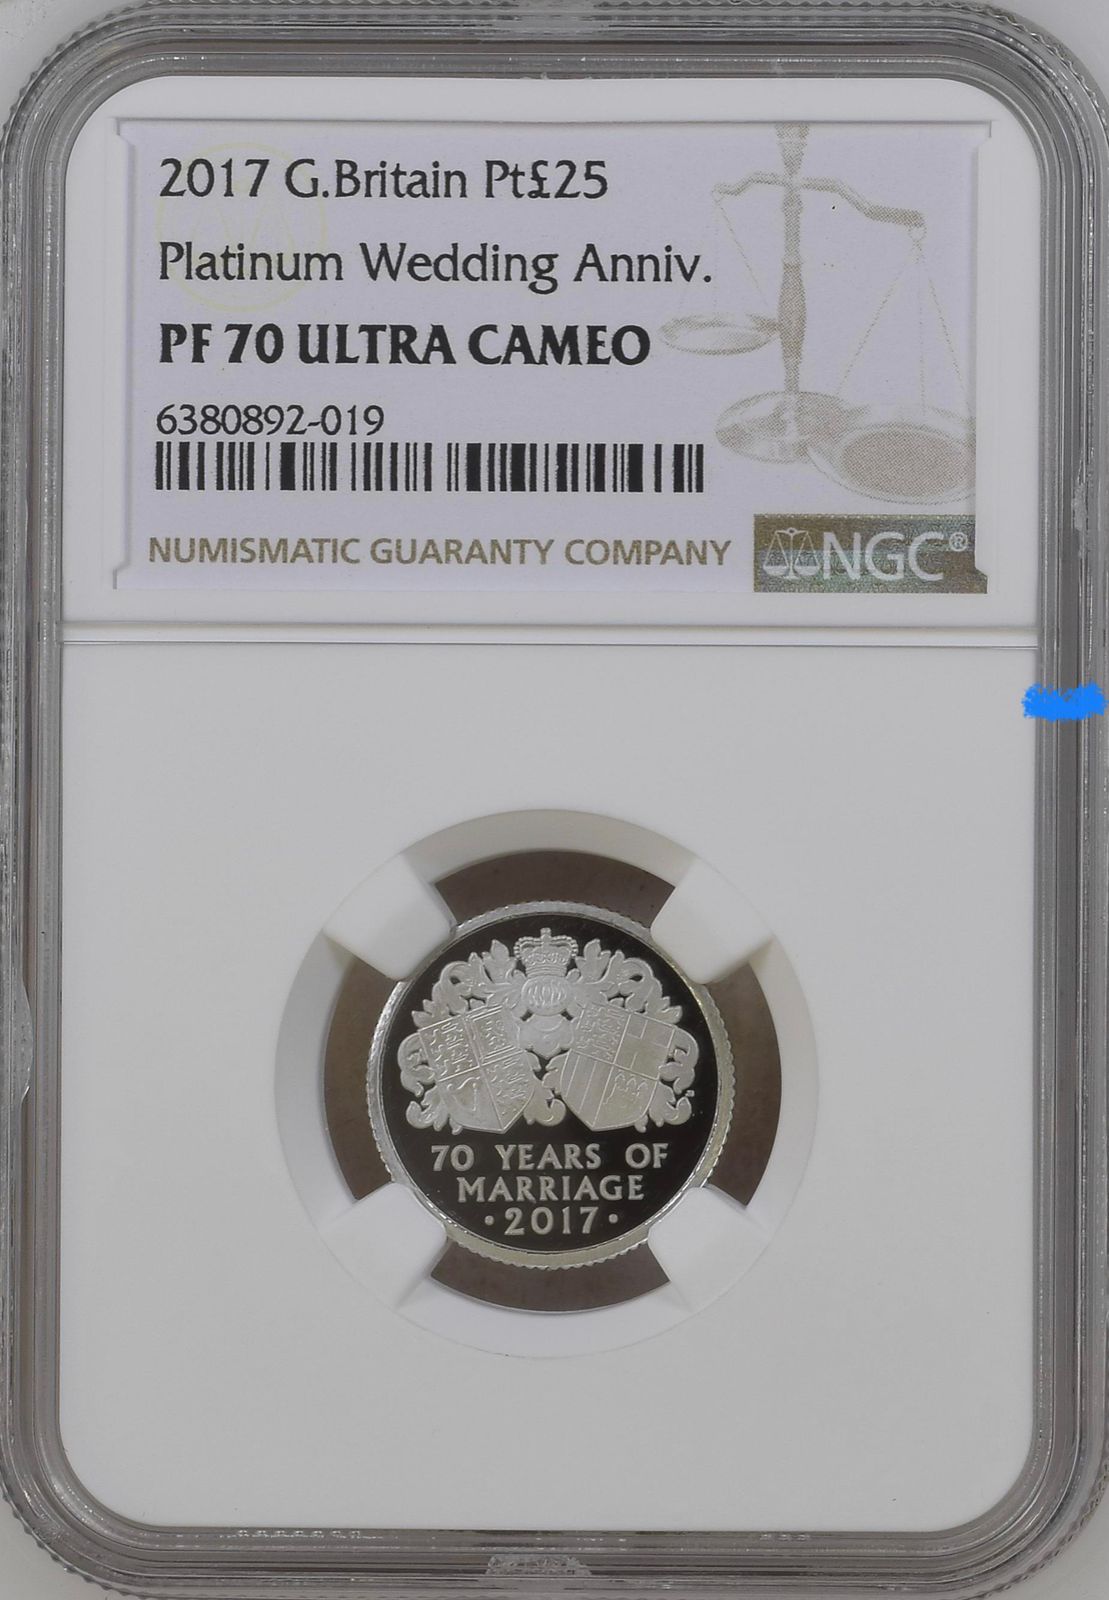 2017 G.Britain Pt£25
Platinum Wedding Anniv.
PF 70 ULTRA CAMEO
6380892-019
NUMISMATIC GUARANTY COMPANY
NGC®
70 YEARS OF
MARRIAGE
·2017·